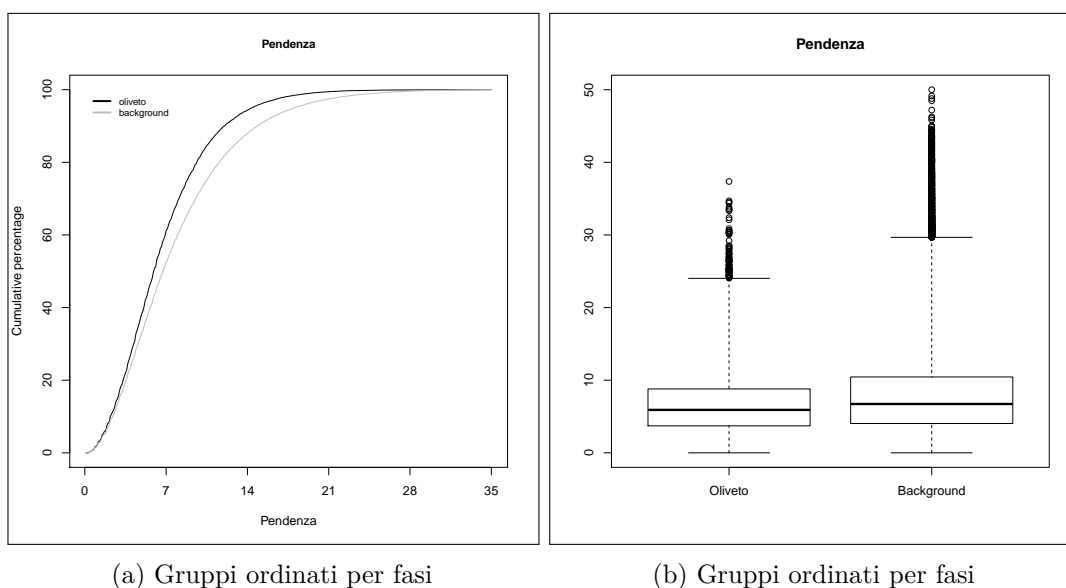 Pendenza
oliveto
background
Cumulative percentage
100
80
60
40
20
0
0 7 14 21 28 35
Pendenza
(a) Gruppi ordinati per fasi
Pendenza
50
40
30
20
10
0
Oliveto Background
(b) Gruppi ordinati per fasi